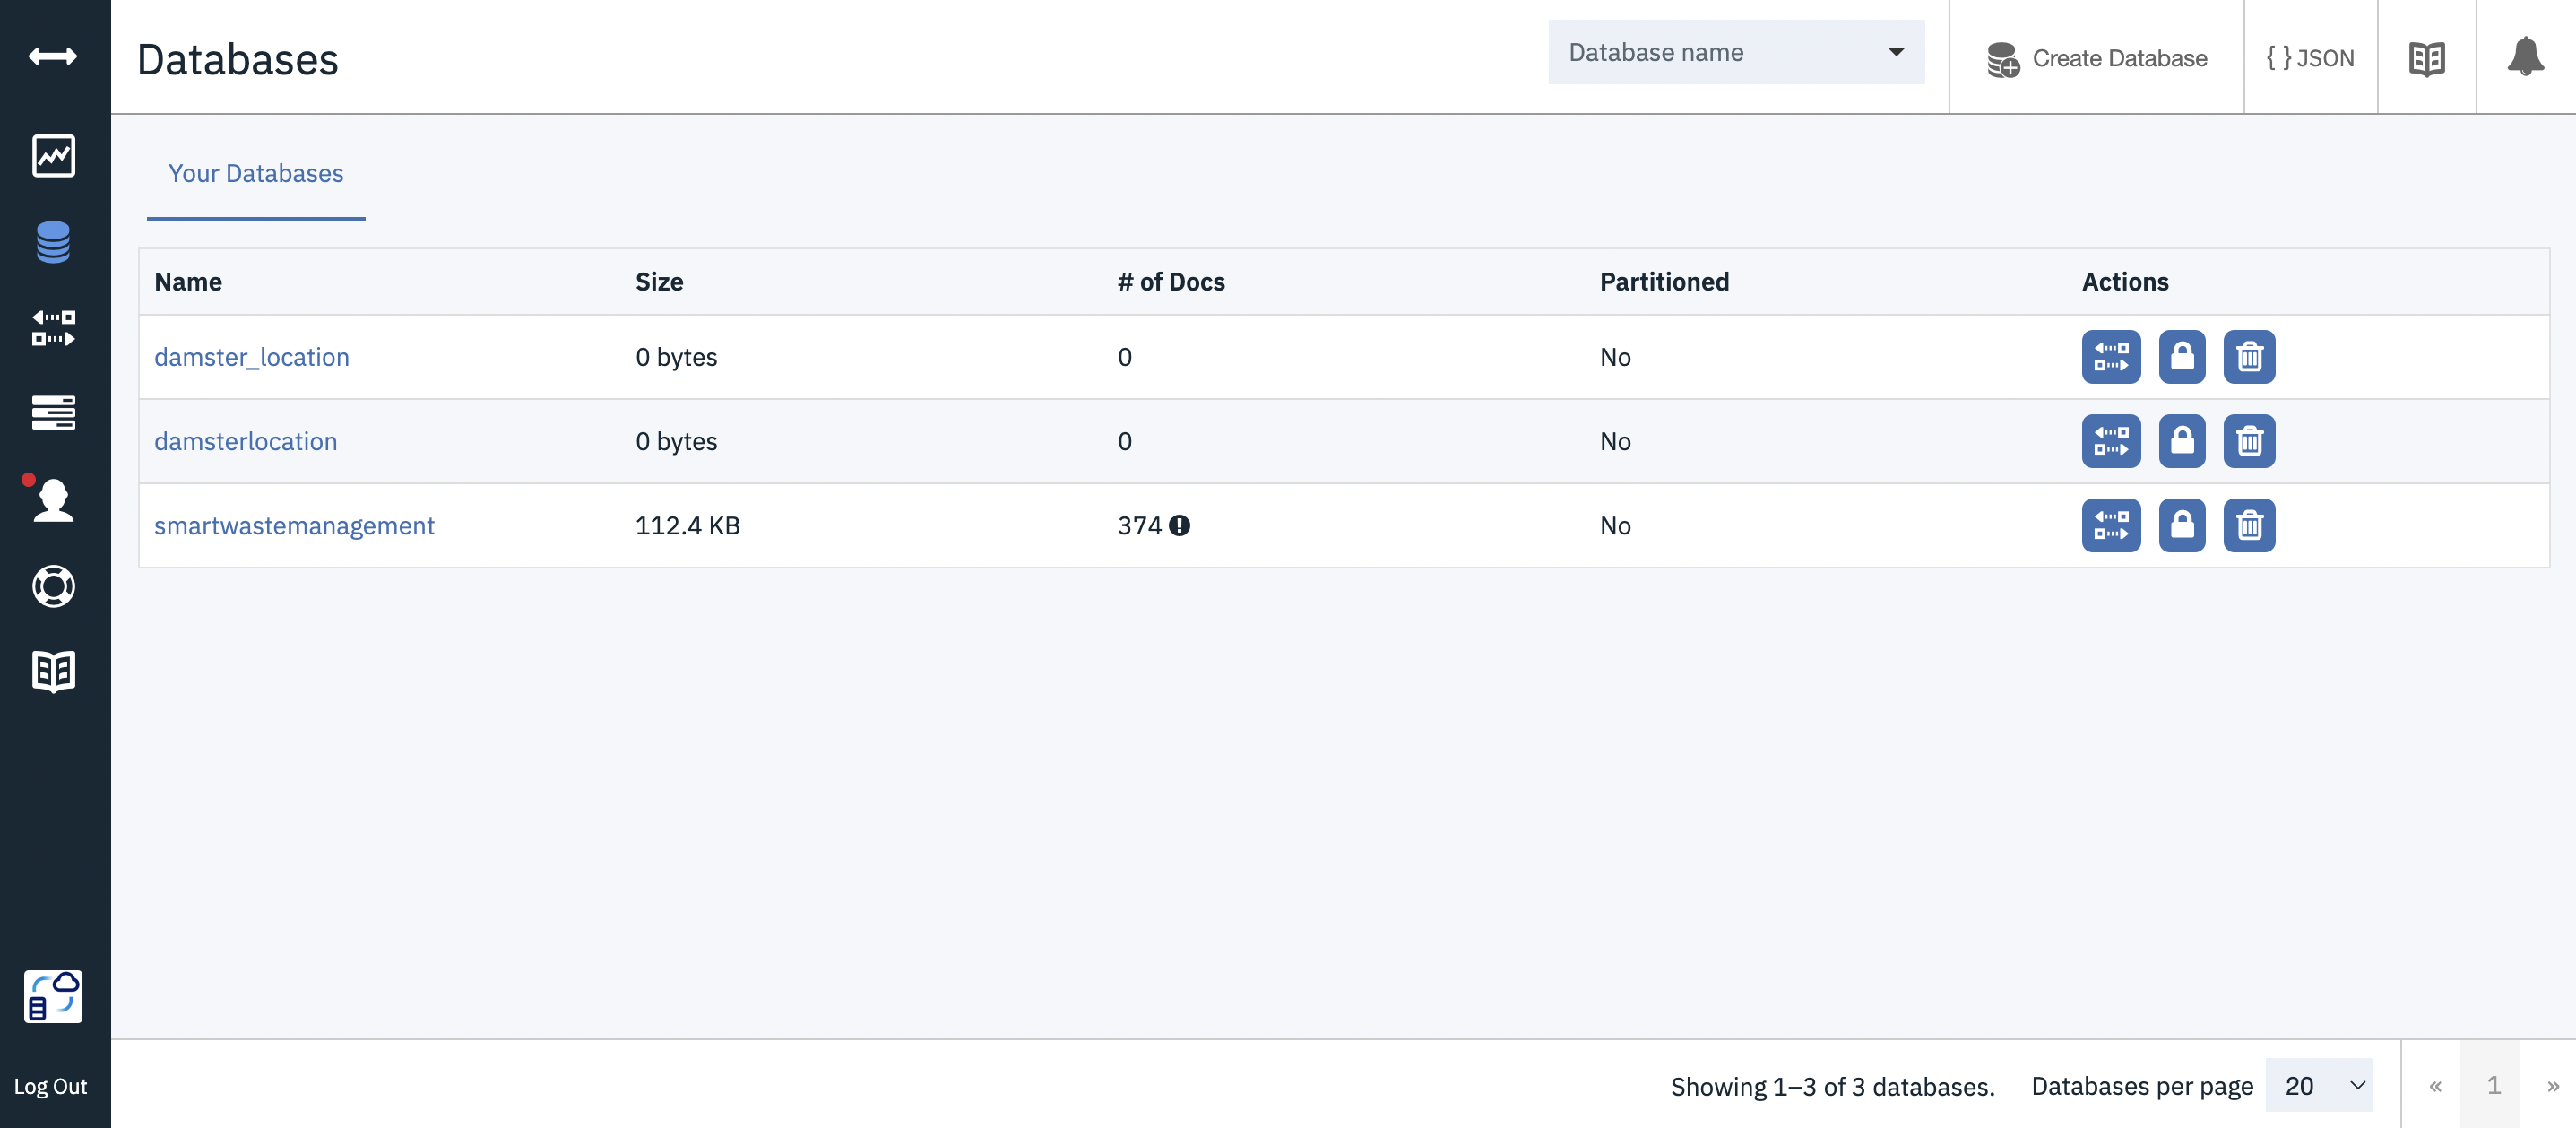 Databases
Database name
Create Database
{ } JSON
Your Databases
Name Size # of Docs Partitioned Actions
damster_location 0 bytes 0 No
damsterlocation 0 bytes 0 No
smartwastemanagement 112.4 KB 374 No
Log Out
Showing 1–3 of 3 databases. Databases per page 20 « 1 »